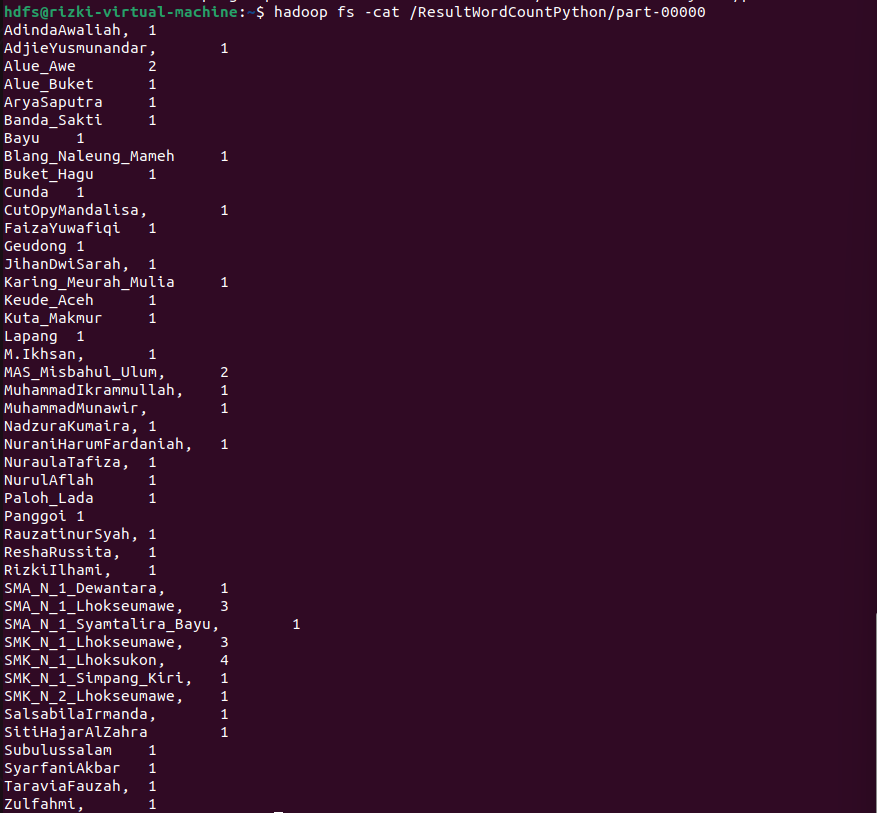 hdfs@rizki-virtual-machine:~$ hadoop fs -cat /ResultWordCountPython/part-00000
AdindaAwaliah,	1
AdjieYusmunandar,	1
Alue_Awe	2
Alue_Buket	1
AryaSaputra	1
Banda_Sakti	1
Bayu	1
Blang_Naleung_Mameh	1
Buket_Hagu	1
Cunda	1
CutOpyMandalisa,	1
FaizaYuwafiqi	1
Geudong	1
JihanDwiSarah,	1
Karing_Meurah_Mulia	1
Keude_Aceh	1
Kuta_Makmur	1
Lapang	1
M.Ikhsan,	1
MAS_Misbahul_Ulum,	2
MuhammadIkrammullah,	1
MuhammadMunawir,	1
NadzuraKumaira,	1
NuraniHarumFardaniah,	1
NuraulaTafiza,	1
NurulAflah	1
Paloh_Lada	1
Panggoi	1
RauzatinurSyah,	1
ReshaRussita,	1
RizkiIlhami,	1
SMA_N_1_Dewantara,	1
SMA_N_1_Lhokseumawe,	3
SMA_N_1_Syamtalira_Bayu,	1
SMK_N_1_Lhokseumawe,	3
SMK_N_1_Lhoksukon,	4
SMK_N_1_Simpang_Kiri,	1
SMK_N_2_Lhokseumawe,	1
SalsabilaIrmanda,	1
SitiHajarAlZahra	1
Subulussalam	1
SyarfaniAkbar	1
TaraviaFauzah,	1
Zulfahmi,	1